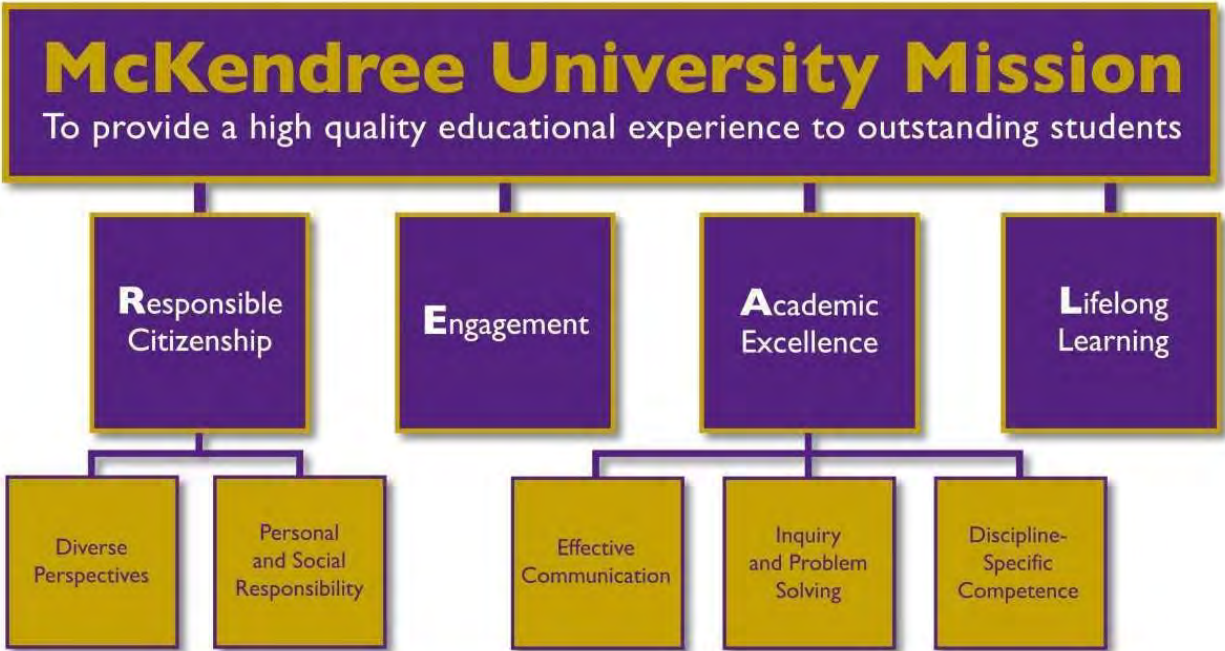 McKendree University Mission
To provide a high quality educational experience to outstanding students
Responsible
Citizenship
Engagement
Academic
Excellence
Lifelong
Learning
Diverse
Perspectives
Personal
and Social
Responsibility
Effective
Communication
Inquiry
and Problem
Solving
Discipline-
Specific
Competence